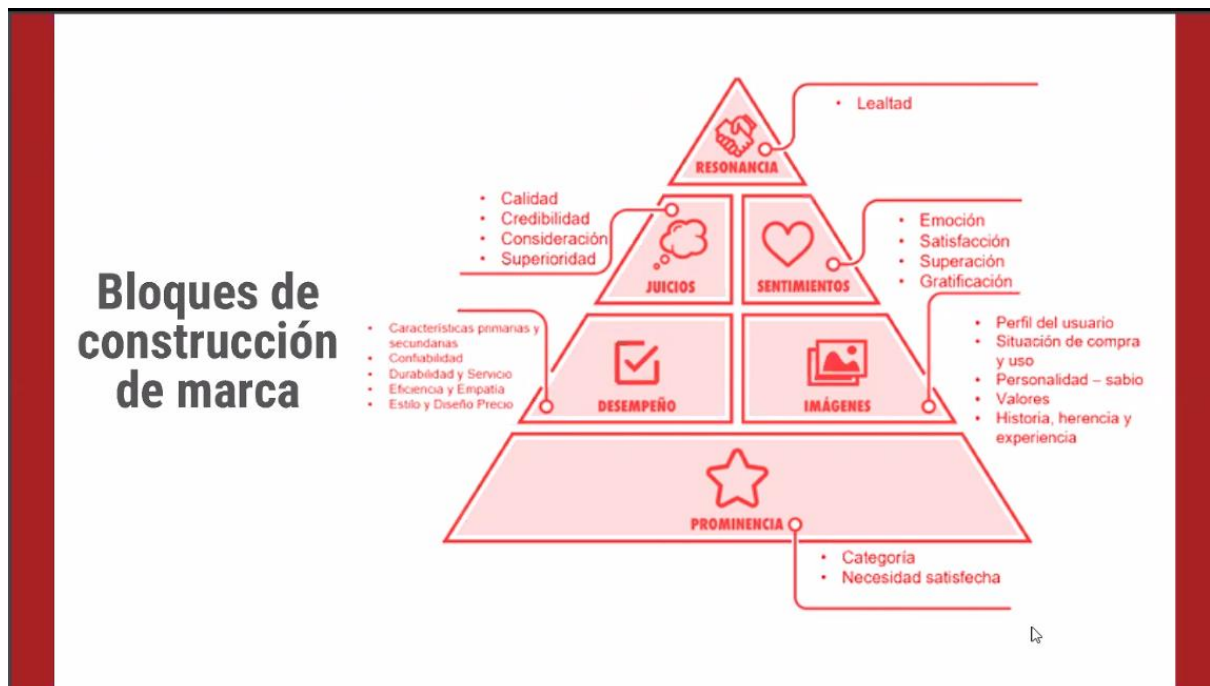 Bloques de
construcción
de marca
• Lealtad
RESONANCIA
• Calidad
• Credibilidad
• Consideración
• Superioridad
JUICIOS
• Emoción
• Satisfacción
• Superación
• Gratificación
SENTIMIENTOS
• Características primarias y
secundarias
• Confiabilidad
• Durabilidad y Servicio
• Eficiencia y Empatía
• Estilo y Diseño Precio
DESEMPEÑO
• Perfil del usuario
• Situación de compra
y uso
• Personalidad – sabio
• Valores
• Historia, herencia y
experiencia
IMÁGENES
PROMINENCIA
• Categoría
• Necesidad satisfecha